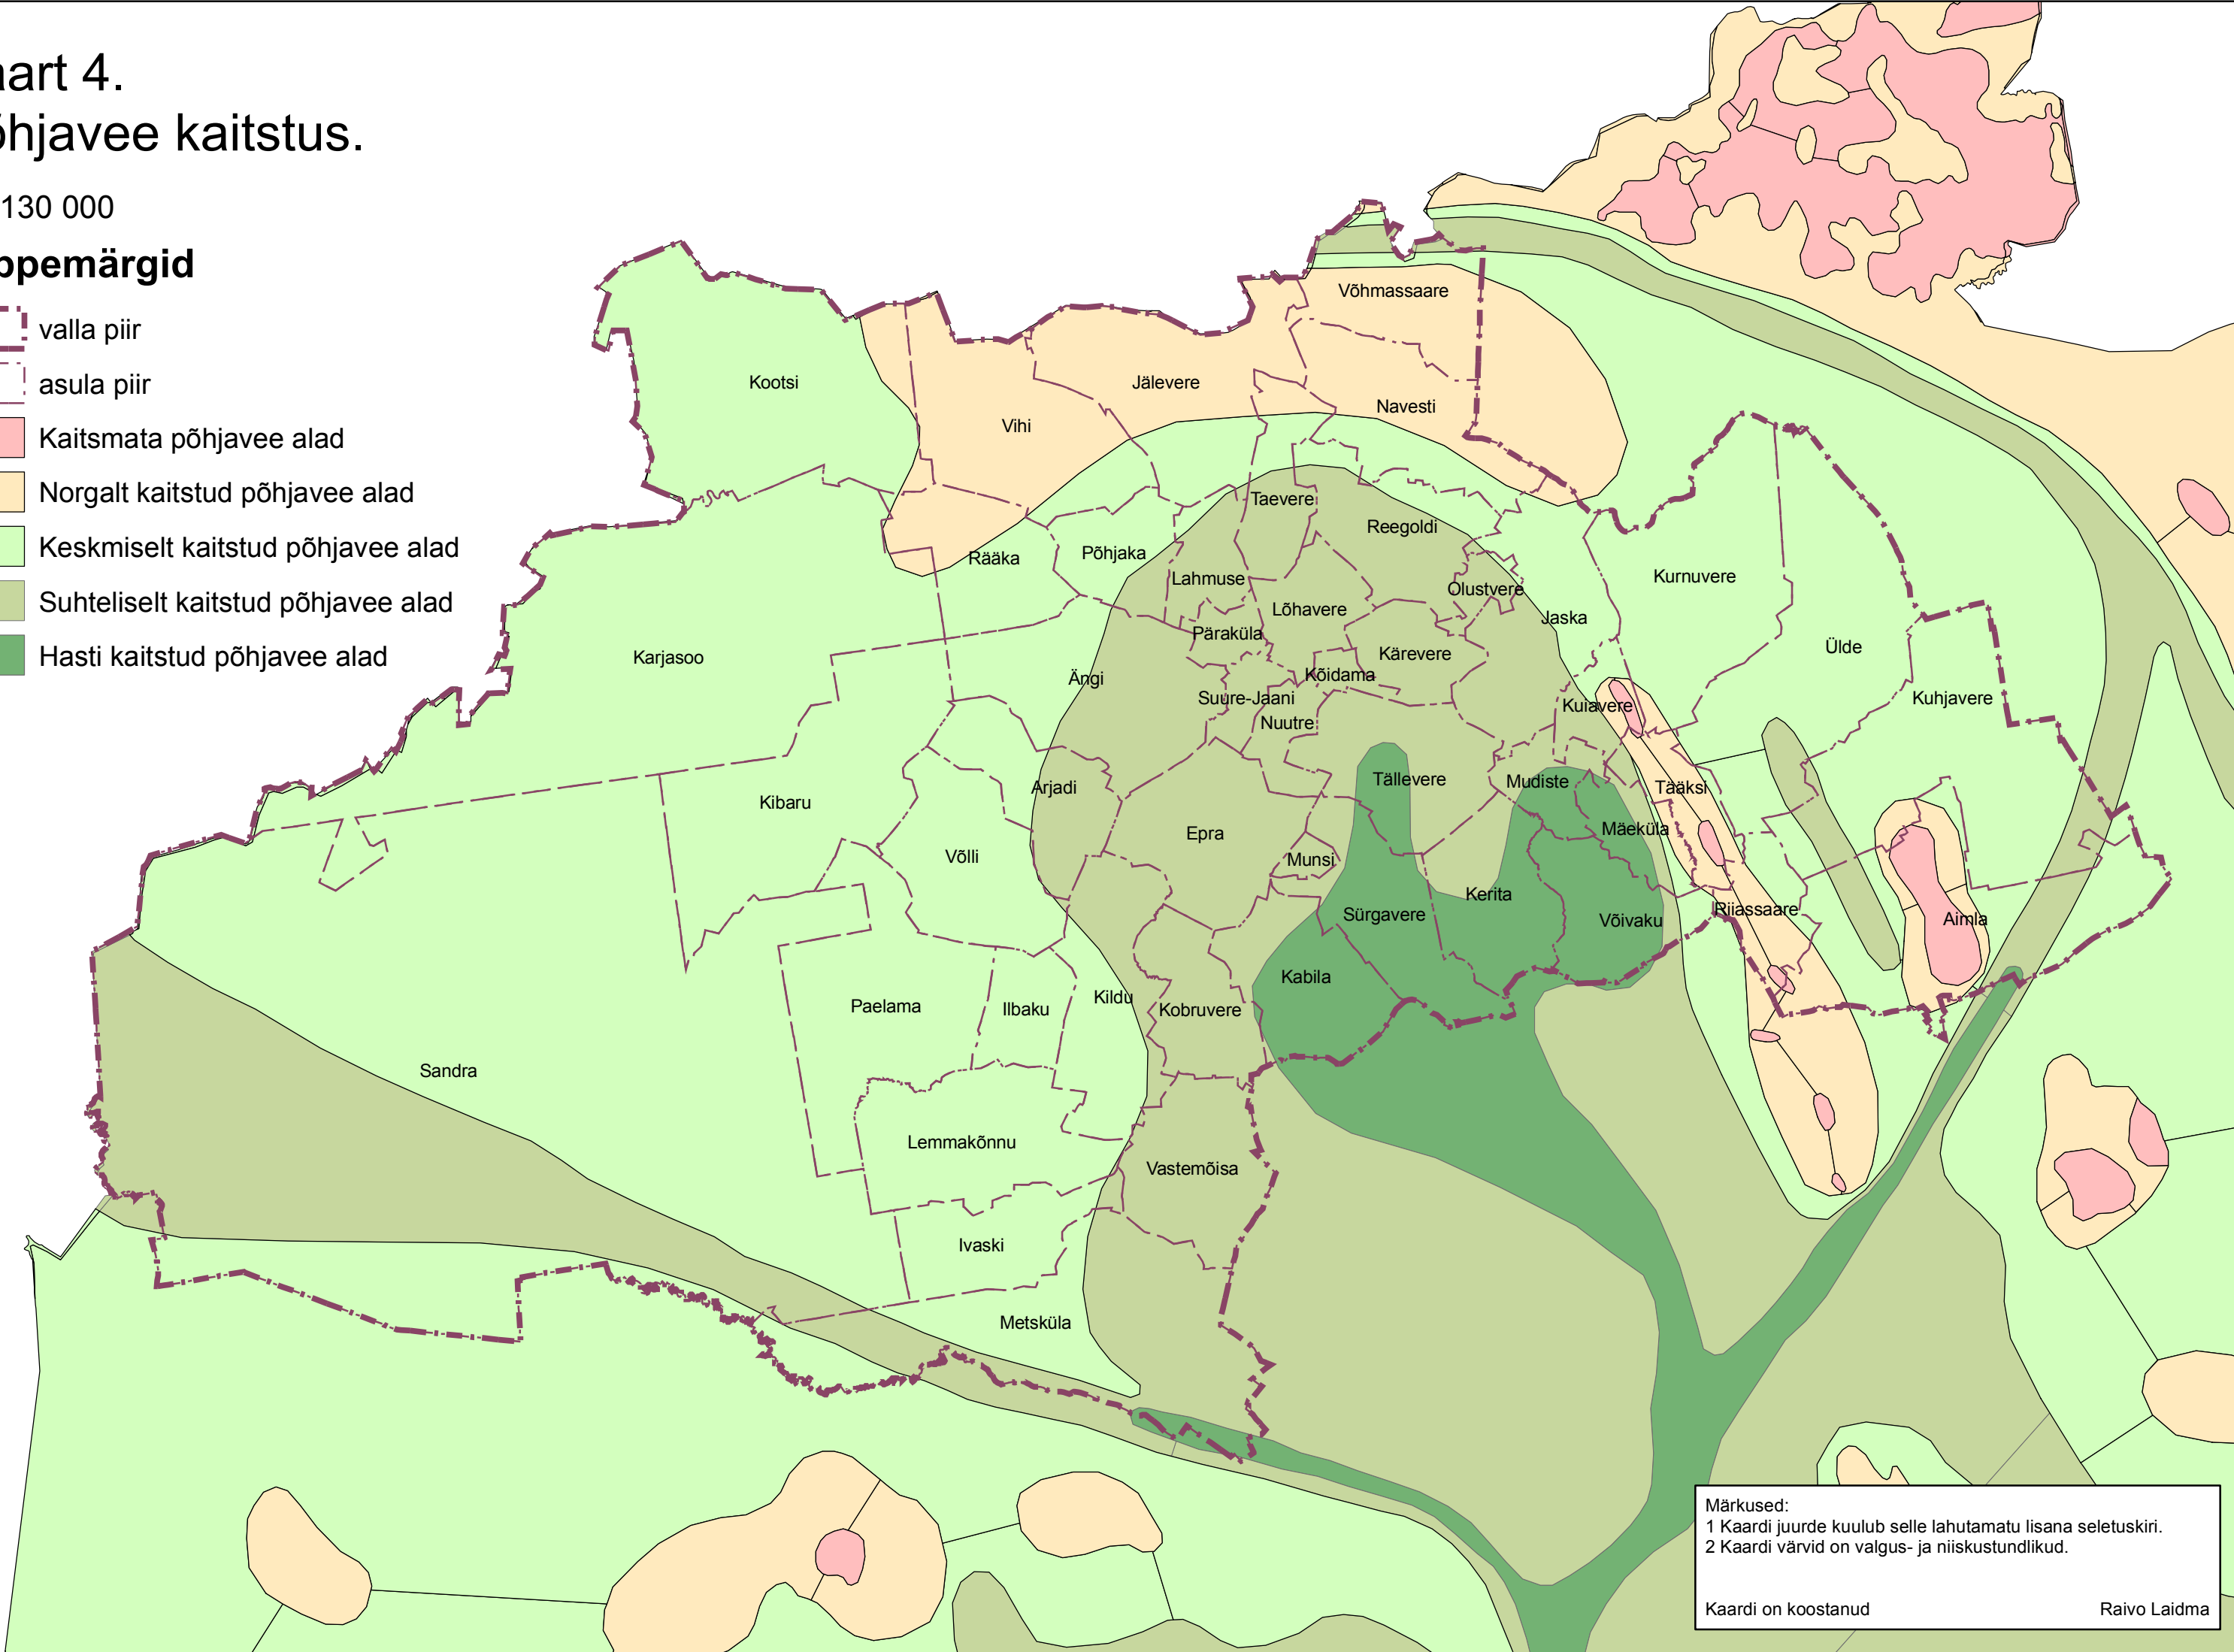 aart 4.
õhjavee kaitstus.
130 000
ppemärgid
valla piir
asula piir
Kaitsmata põhjavee alad
Norgalt kaitstud põhjavee alad
Keskmiselt kaitstud põhjavee alad
Suhteliselt kaitstud põhjavee alad
Hasti kaitstud põhjavee alad
Võhmassaare
Kootsi
Jälevere
Navesti
Vihi
Taevere
Reegoldi
Rääka
Põhjaka
Lahmuse
Kurnuvere
Olustvere
Lõhavere
Jaska
Päraküla
Ülde
Karjasoo
Kärevere
Kõidama
Ängi
Suure-Jaani
Kuhjavere
Kuiavere
Nuutre
Tällevere
Mudiste
Tääksi
Arjadi
Kibaru
Epra
Mäeküla
Võlli
Munsi
Kerita
Sürgavere
Riiassaare
Aimla
Võivaku
Kabila
Kildu
Paelama
Ilbaku
Kobruvere
Sandra
Lemmakõnnu
Vastemõisa
Ivaski
Metsküla
Märkused:
1 Kaardi juurde kuulub selle lahutamatu lisana seletuskiri.
2 Kaardi värvid on valgus- ja niiskustundlikud.
Kaardi on koostanud Raivo Laidma